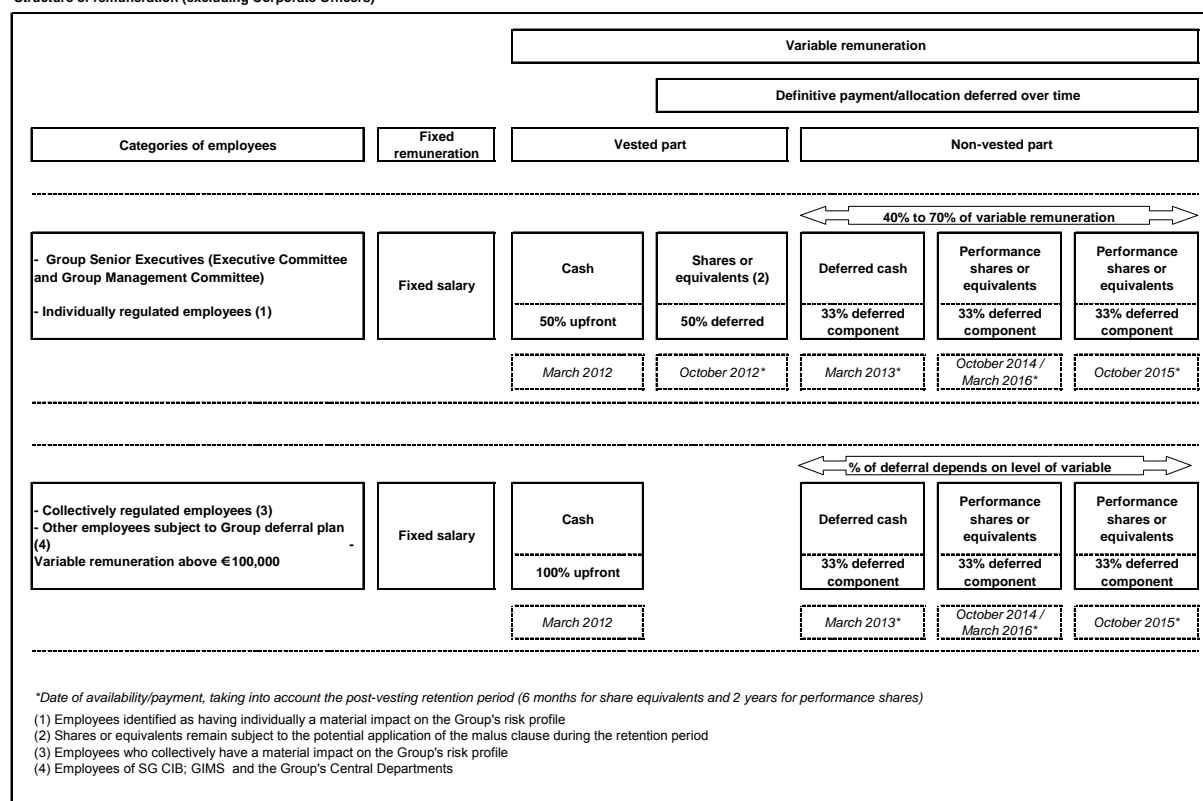 Structure of remuneration (excluding Corporate Officers)
Variable remuneration
Definitive payment/allocation deferred over time
Categories of employees
Fixed
remuneration
Vested part
Non-vested part
40% to 70% of variable remuneration
- Group Senior Executives (Executive Committee
and Group Management Committee)
- Individually regulated employees (1)
Fixed salary
Cash
50% upfront
Shares or
equivalents (2)
50% deferred
Deferred cash
33% deferred
component
Performance
shares or
equivalents
33% deferred
component
Performance
shares or
equivalents
33% deferred
component
March 2012
October 2012*
March 2013*
October 2014 /
March 2016*
October 2015*
% of deferral depends on level of variable
- Collectively regulated employees (3)
- Other employees subject to Group deferral plan
(4) -
Variable remuneration above €100,000
Fixed salary
Cash
100% upfront
Deferred cash
33% deferred
component
Performance
shares or
equivalents
33% deferred
component
Performance
shares or
equivalents
33% deferred
component
March 2012
March 2013*
October 2014 /
March 2016*
October 2015*
*Date of availability/payment, taking into account the post-vesting retention period (6 months for share equivalents and 2 years for performance shares)
(1) Employees identified as having individually a material impact on the Group's risk profile
(2) Shares or equivalents remain subject to the potential application of the malus clause during the retention period
(3) Employees who collectively have a material impact on the Group's risk profile
(4) Employees of SG CIB; GIMS and the Group's Central Departments